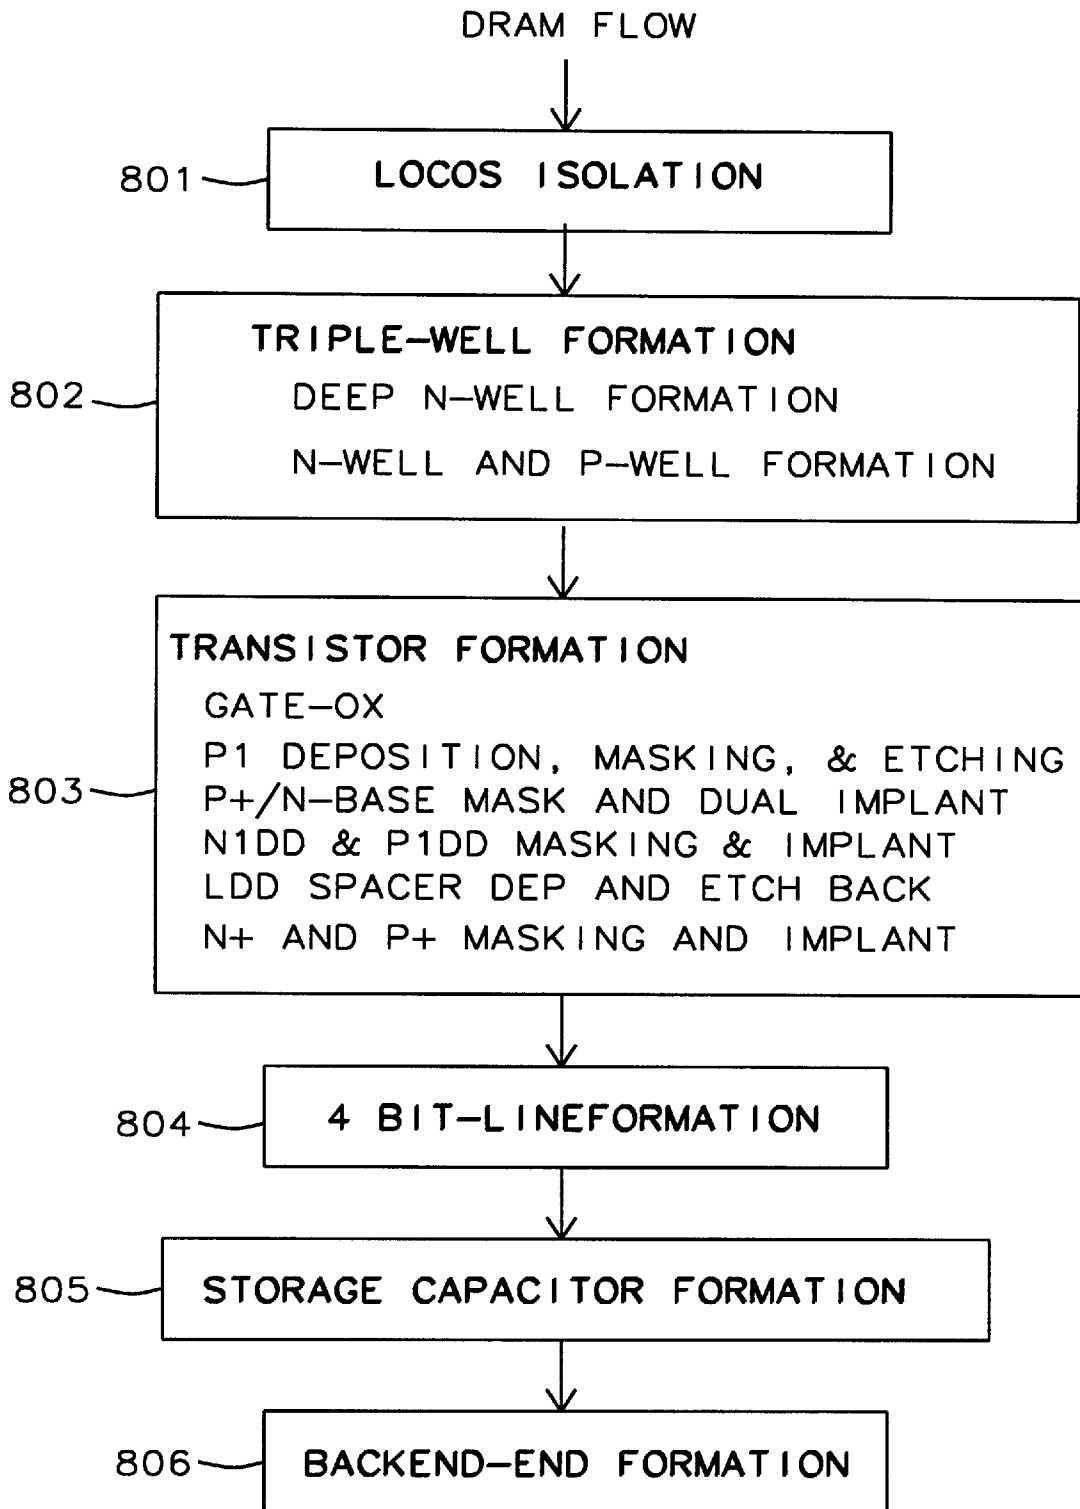 DRAM FLOW
801
LOCOS ISOLATION
802
TRIPLE-WELL FORMATION
DEEP N-WELL FORMATION
N-WELL AND P-WELL FORMATION
803
TRANSISTOR FORMATION
GATE-OX
P1 DEPOSITION, MASKING, & ETCHING
P+/N-BASE MASK AND DUAL IMPLANT
N1DD & P1DD MASKING & IMPLANT
LDD SPACER DEP AND ETCH BACK
N+ AND P+ MASKING AND IMPLANT
804
4 BIT-LINEFORMATION
805
STORAGE CAPACITOR FORMATION
806
BACKEND-END FORMATION